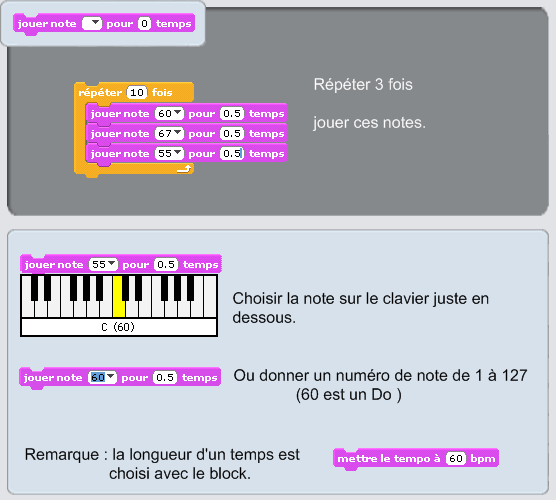 jouer note pour 0 temps
répéter 10 fois
Répéter 3 fois
jouer note 60 pour 0.5 temps
jouer ces notes.
jouer note 67 pour 0.5 temps
jouer note 55 pour 0.5 temps
jouer note 55 pour 0.5 temps
C (60)
Choisir la note sur le clavier juste en
dessous.
jouer note 60 pour 0.5 temps
Ou donner un numéro de note de 1 à 127
(60 est un Do )
Remarque : la longueur d'un temps est
choisi avec le block.
mettre le tempo à 60 bpm